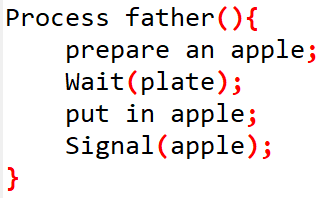 Process father(){
    prepare an apple;
    Wait(plate);
    put in apple;
    Signal(apple);
}